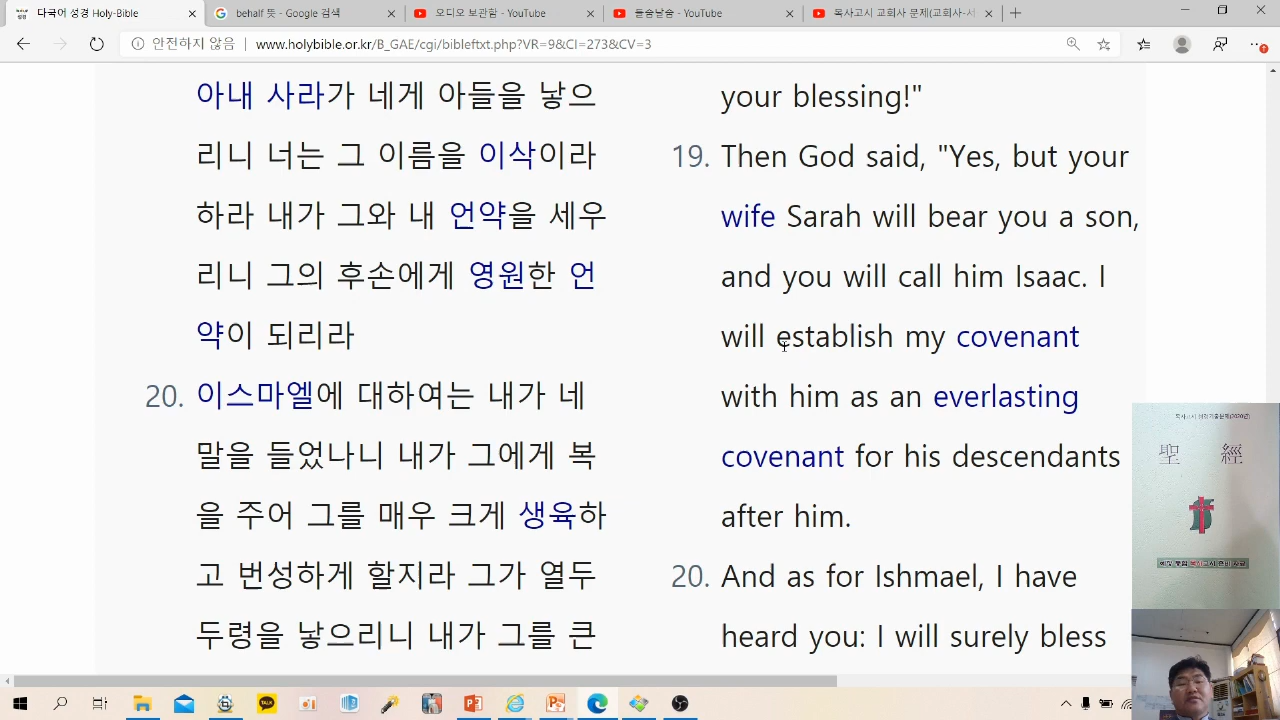 다국어 성경 Holy-Bible
behalf 뜻 - Google 검색
오디오 보관함 - YouTube
들숨날숨 - YouTube
목사고시 교회사 문제(교회사-서
안전하지 않음
www.holybible.or.kr/B_GAE/cgi/bibleftxt.php?VR=9&CI=273&CV=3
아내 사라가 네게 아들을 낳으
리니 너는 그 이름을 이삭이라
하라 내가 그와 내 언약을 세우
리니 그의 후손에게 영원한 언
약이 되리라
20. 이스마엘에 대하여는 내가 네
말을 들었나니 내가 그에게 복
을 주어 그를 매우 크게 생육하
고 번성하게 할지라 그가 열두
두령을 낳으리니 내가 그를 큰
your blessing!"
19. Then God said, "Yes, but your
wife Sarah will bear you a son,
and you will call him Isaac. I
will establish my covenant
with him as an everlasting
covenant for his descendants
after him.
20. And as for Ishmael, I have
heard you: I will surely bless
聖 經
TALK